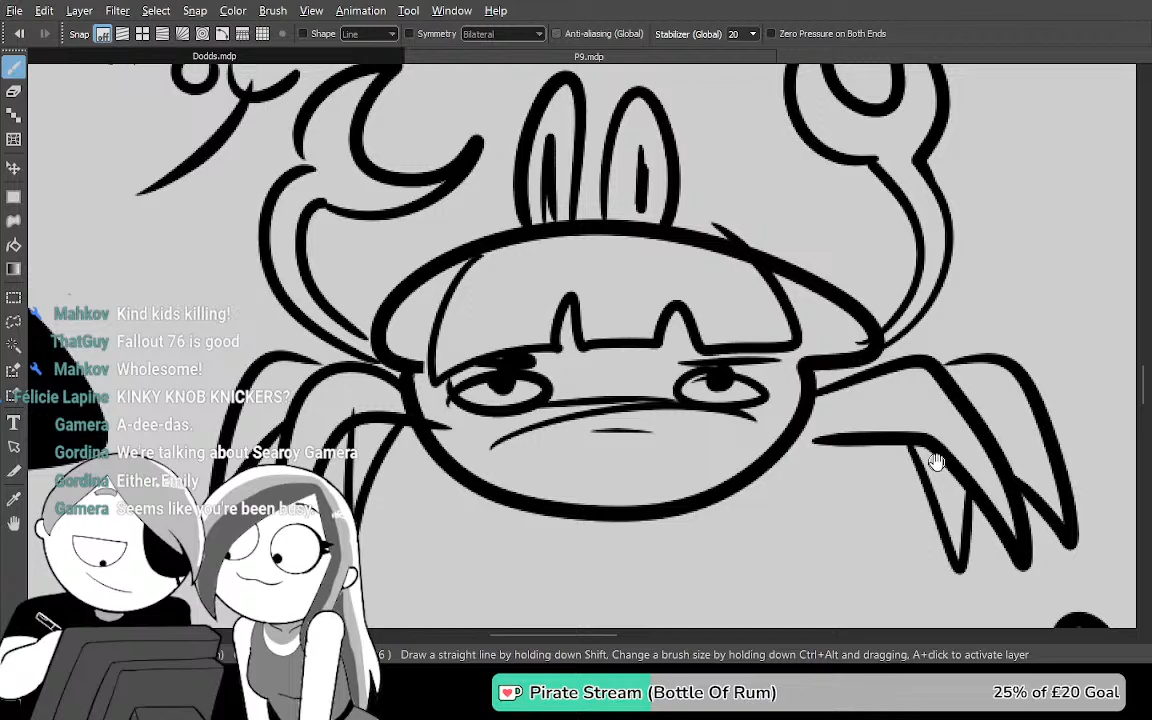 File Edit Layer Filter Select Snap Color Brush View Animation Tool Window Help
Snap off Shape Line Symmetry Bilateral Anti-aliasing (Global) Stabilizer (Global) 20 Zero Pressure on Both Ends
Dodds.mdp P9.mdp
Mahkov Kind kids killing!
ThatGuy Fallout 76 is good
Mahkov Wholesome!
Félicie Lapine KINKY KNOB KNICKERS?
Gamera A-dee-das.
Gordina We're talking about Searoy Gamera
Gordina Either Emily
Gamera Seems like you're been busy
6 ) Draw a straight line by holding down Shift, Change a brush size by holding down Ctrl+Alt and dragging, A+click to activate layer
Pirate Stream (Bottle Of Rum) 25% of £20 Goal